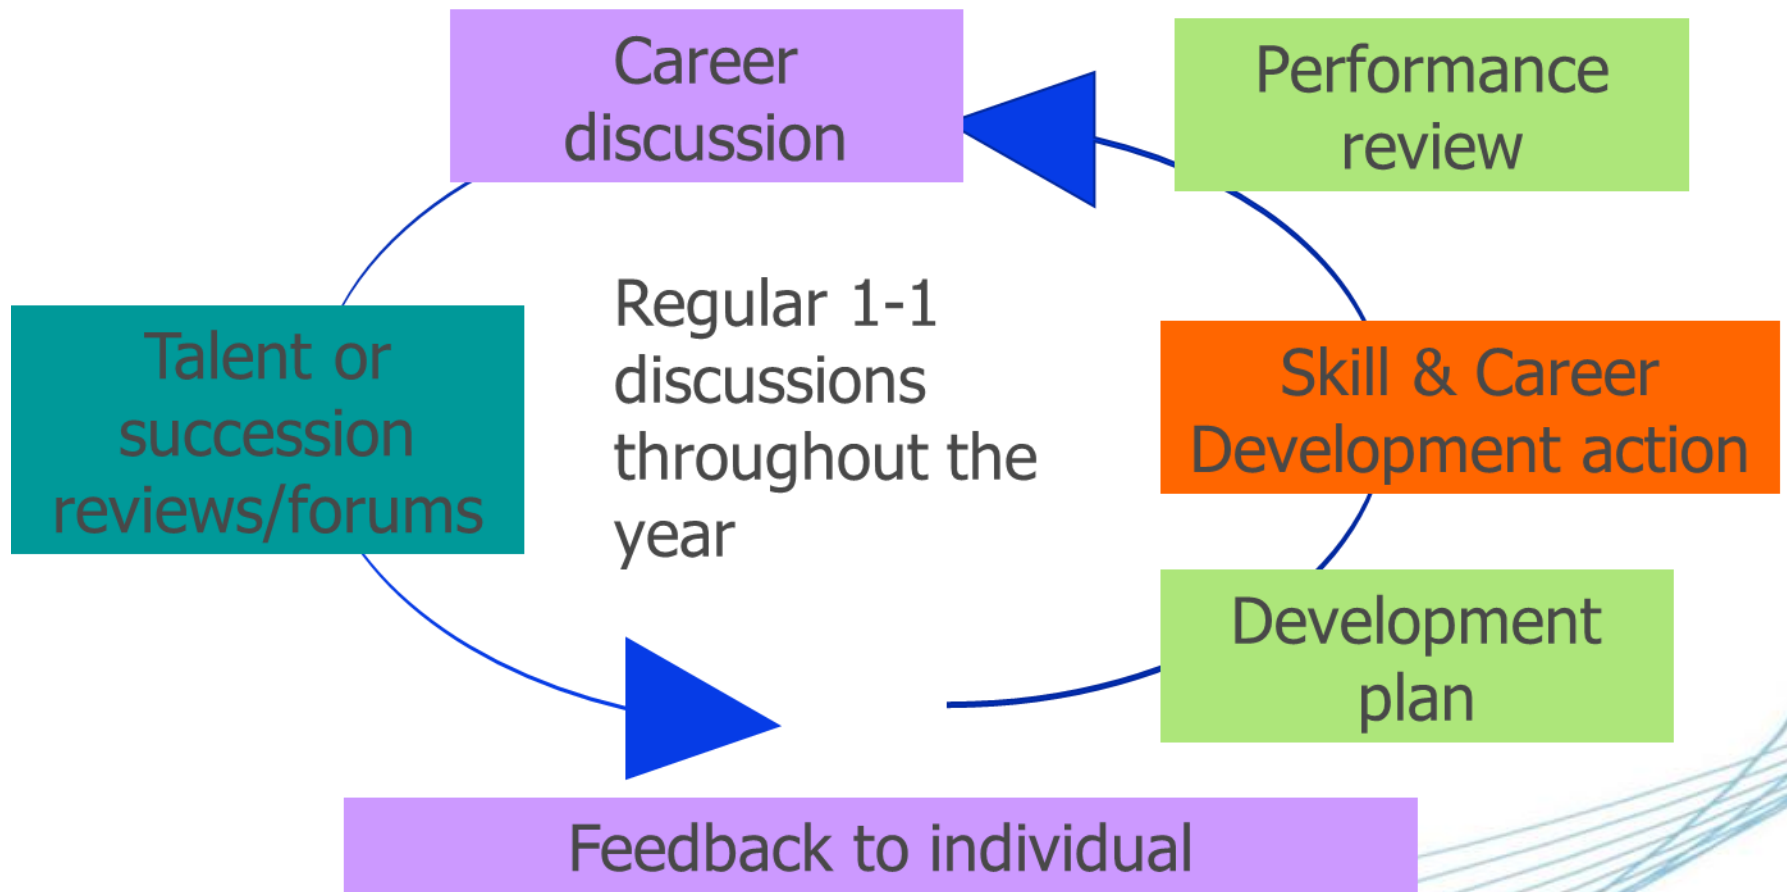 Career
discussion
Performance
review
Regular 1-1
discussions
throughout the
year
Talent or
succession
reviews/forums
Skill & Career
Development action
Development
plan
Feedback to individual